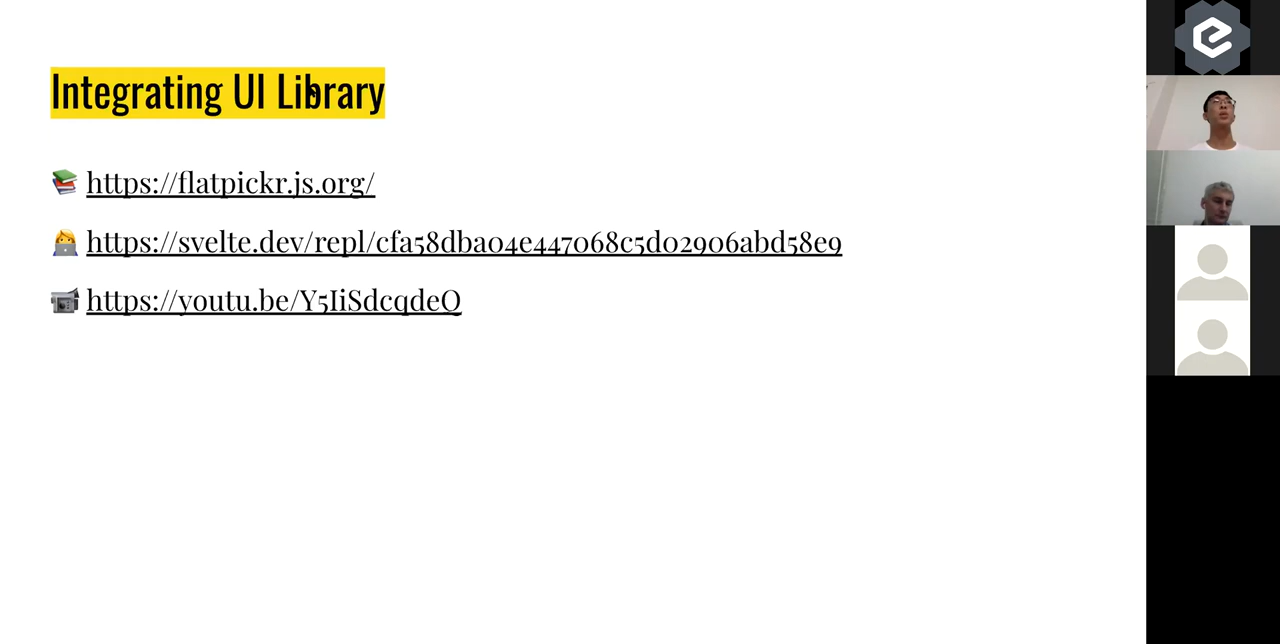 Integrating UI Library
https://flatpickr.js.org/
https://svelte.dev/repl/cfa58dba04e447068c5d02906abd58e9
https://youtu.be/Y5IiSdcqdeQ